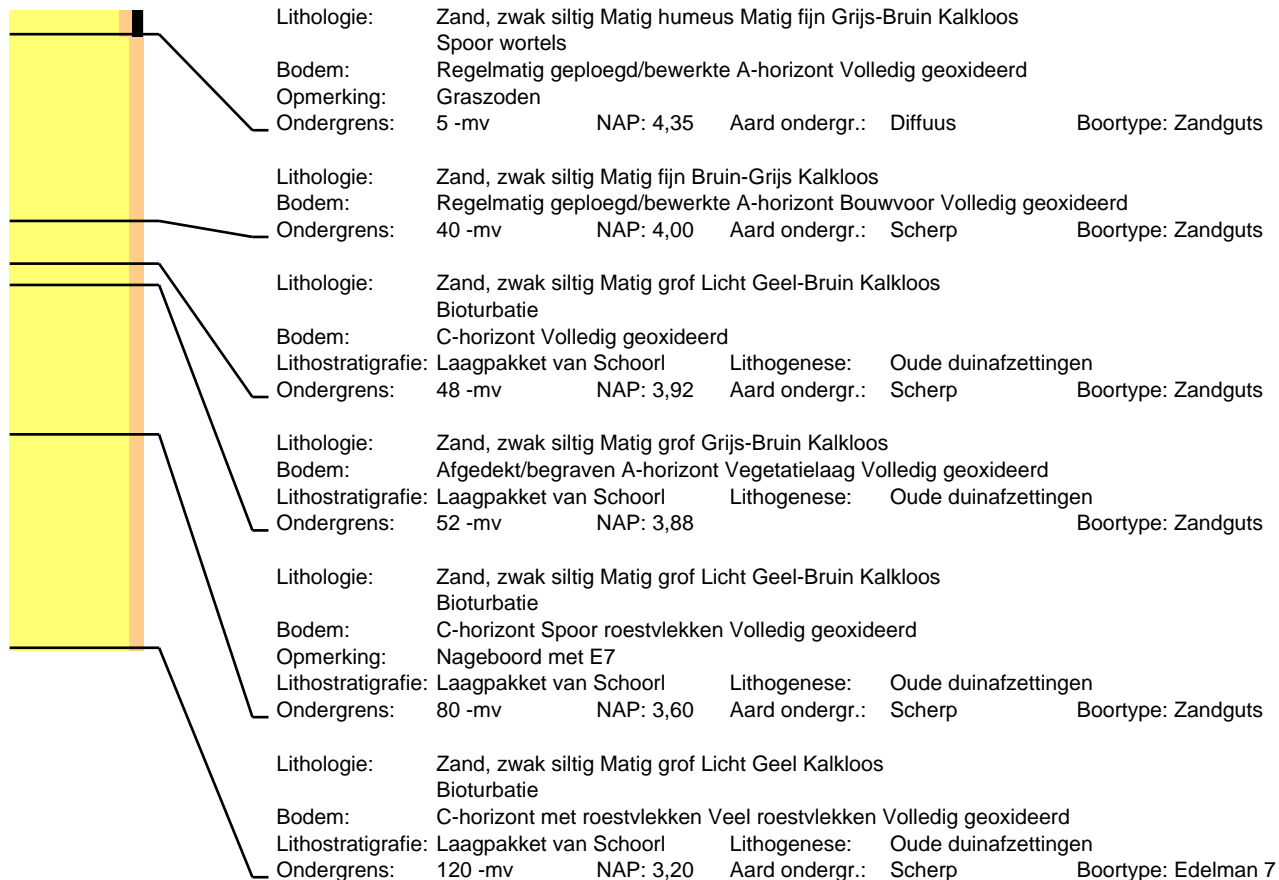 Lithologie: Zand, zwak siltig Matig humeus Matig fijn Grijs-Bruin Kalkloos
Spoor wortels
Bodem: Regelmatig geploegd/bewerkte A-horizont Volledig geoxideerd
Opmerking: Graszoden
Ondergrens: 5 -mv NAP: 4,35 Aard ondergr.: Diffuus Boortype: Zandguts
Lithologie: Zand, zwak siltig Matig fijn Bruin-Grijs Kalkloos
Bodem: Regelmatig geploegd/bewerkte A-horizont Bouwvoor Volledig geoxideerd
Ondergrens: 40 -mv NAP: 4,00 Aard ondergr.: Scherp Boortype: Zandguts
Lithologie: Zand, zwak siltig Matig grof Licht Geel-Bruin Kalkloos
Bioturbatie
Bodem: C-horizont Volledig geoxideerd
Lithostratigrafie: Laagpakket van Schoorl Lithogenese: Oude duinafzettingen
Ondergrens: 48 -mv NAP: 3,92 Aard ondergr.: Scherp Boortype: Zandguts
Lithologie: Zand, zwak siltig Matig grof Grijs-Bruin Kalkloos
Bodem: Afgedekt/begraven A-horizont Vegetatielaag Volledig geoxideerd
Lithostratigrafie: Laagpakket van Schoorl Lithogenese: Oude duinafzettingen
Ondergrens: 52 -mv NAP: 3,88 Boortype: Zandguts
Lithologie: Zand, zwak siltig Matig grof Licht Geel-Bruin Kalkloos
Bioturbatie
Bodem: C-horizont Spoor roestvlekken Volledig geoxideerd
Opmerking: Nageboord met E7
Lithostratigrafie: Laagpakket van Schoorl Lithogenese: Oude duinafzettingen
Ondergrens: 80 -mv NAP: 3,60 Aard ondergr.: Scherp Boortype: Zandguts
Lithologie: Zand, zwak siltig Matig grof Licht Geel Kalkloos
Bioturbatie
Bodem: C-horizont met roestvlekken Veel roestvlekken Volledig geoxideerd
Lithostratigrafie: Laagpakket van Schoorl Lithogenese: Oude duinafzettingen
Ondergrens: 120 -mv NAP: 3,20 Aard ondergr.: Scherp Boortype: Edelman 7